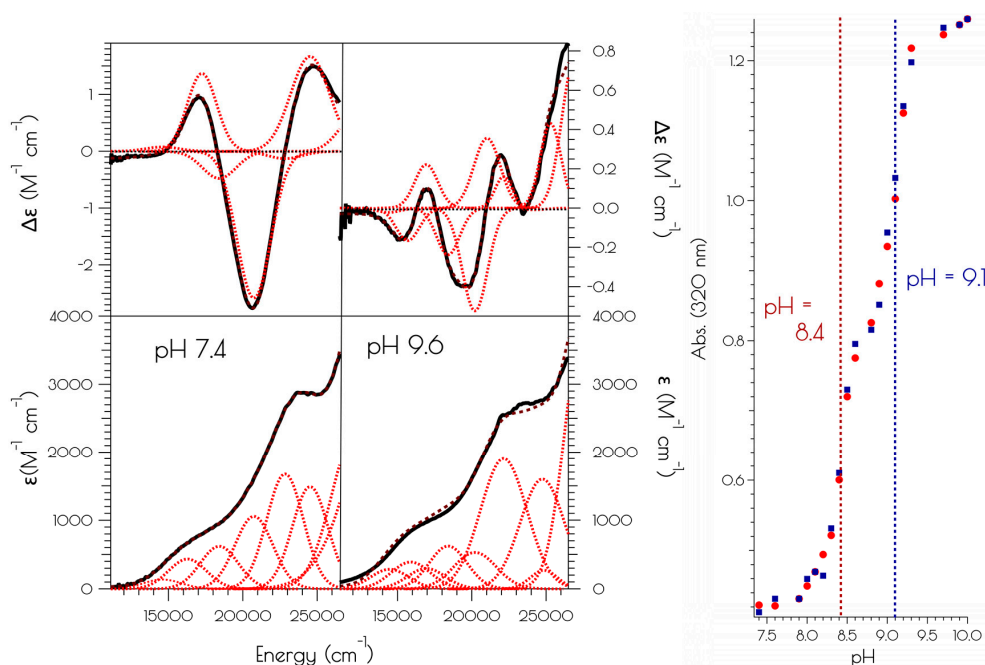 1
0
-1
-2
Δε (M⁻¹ cm⁻¹)
0.8
0.6
0.4
0.2
0.0
-0.2
-0.4
Δε (M⁻¹ cm⁻¹)
4000
3000
2000
1000
0
ε(M⁻¹ cm⁻¹)
pH 7.4
pH 9.6
4000
3000
2000
1000
0
ε (M⁻¹ cm⁻¹)
15000 20000 25000 15000 20000 25000
Energy (cm⁻¹)
1.2
1.0
0.8
0.6
Abs. (320 nm)
pH =
8.4
pH = 9.1
7.5 8.0 8.5 9.0 9.5 10.0
pH